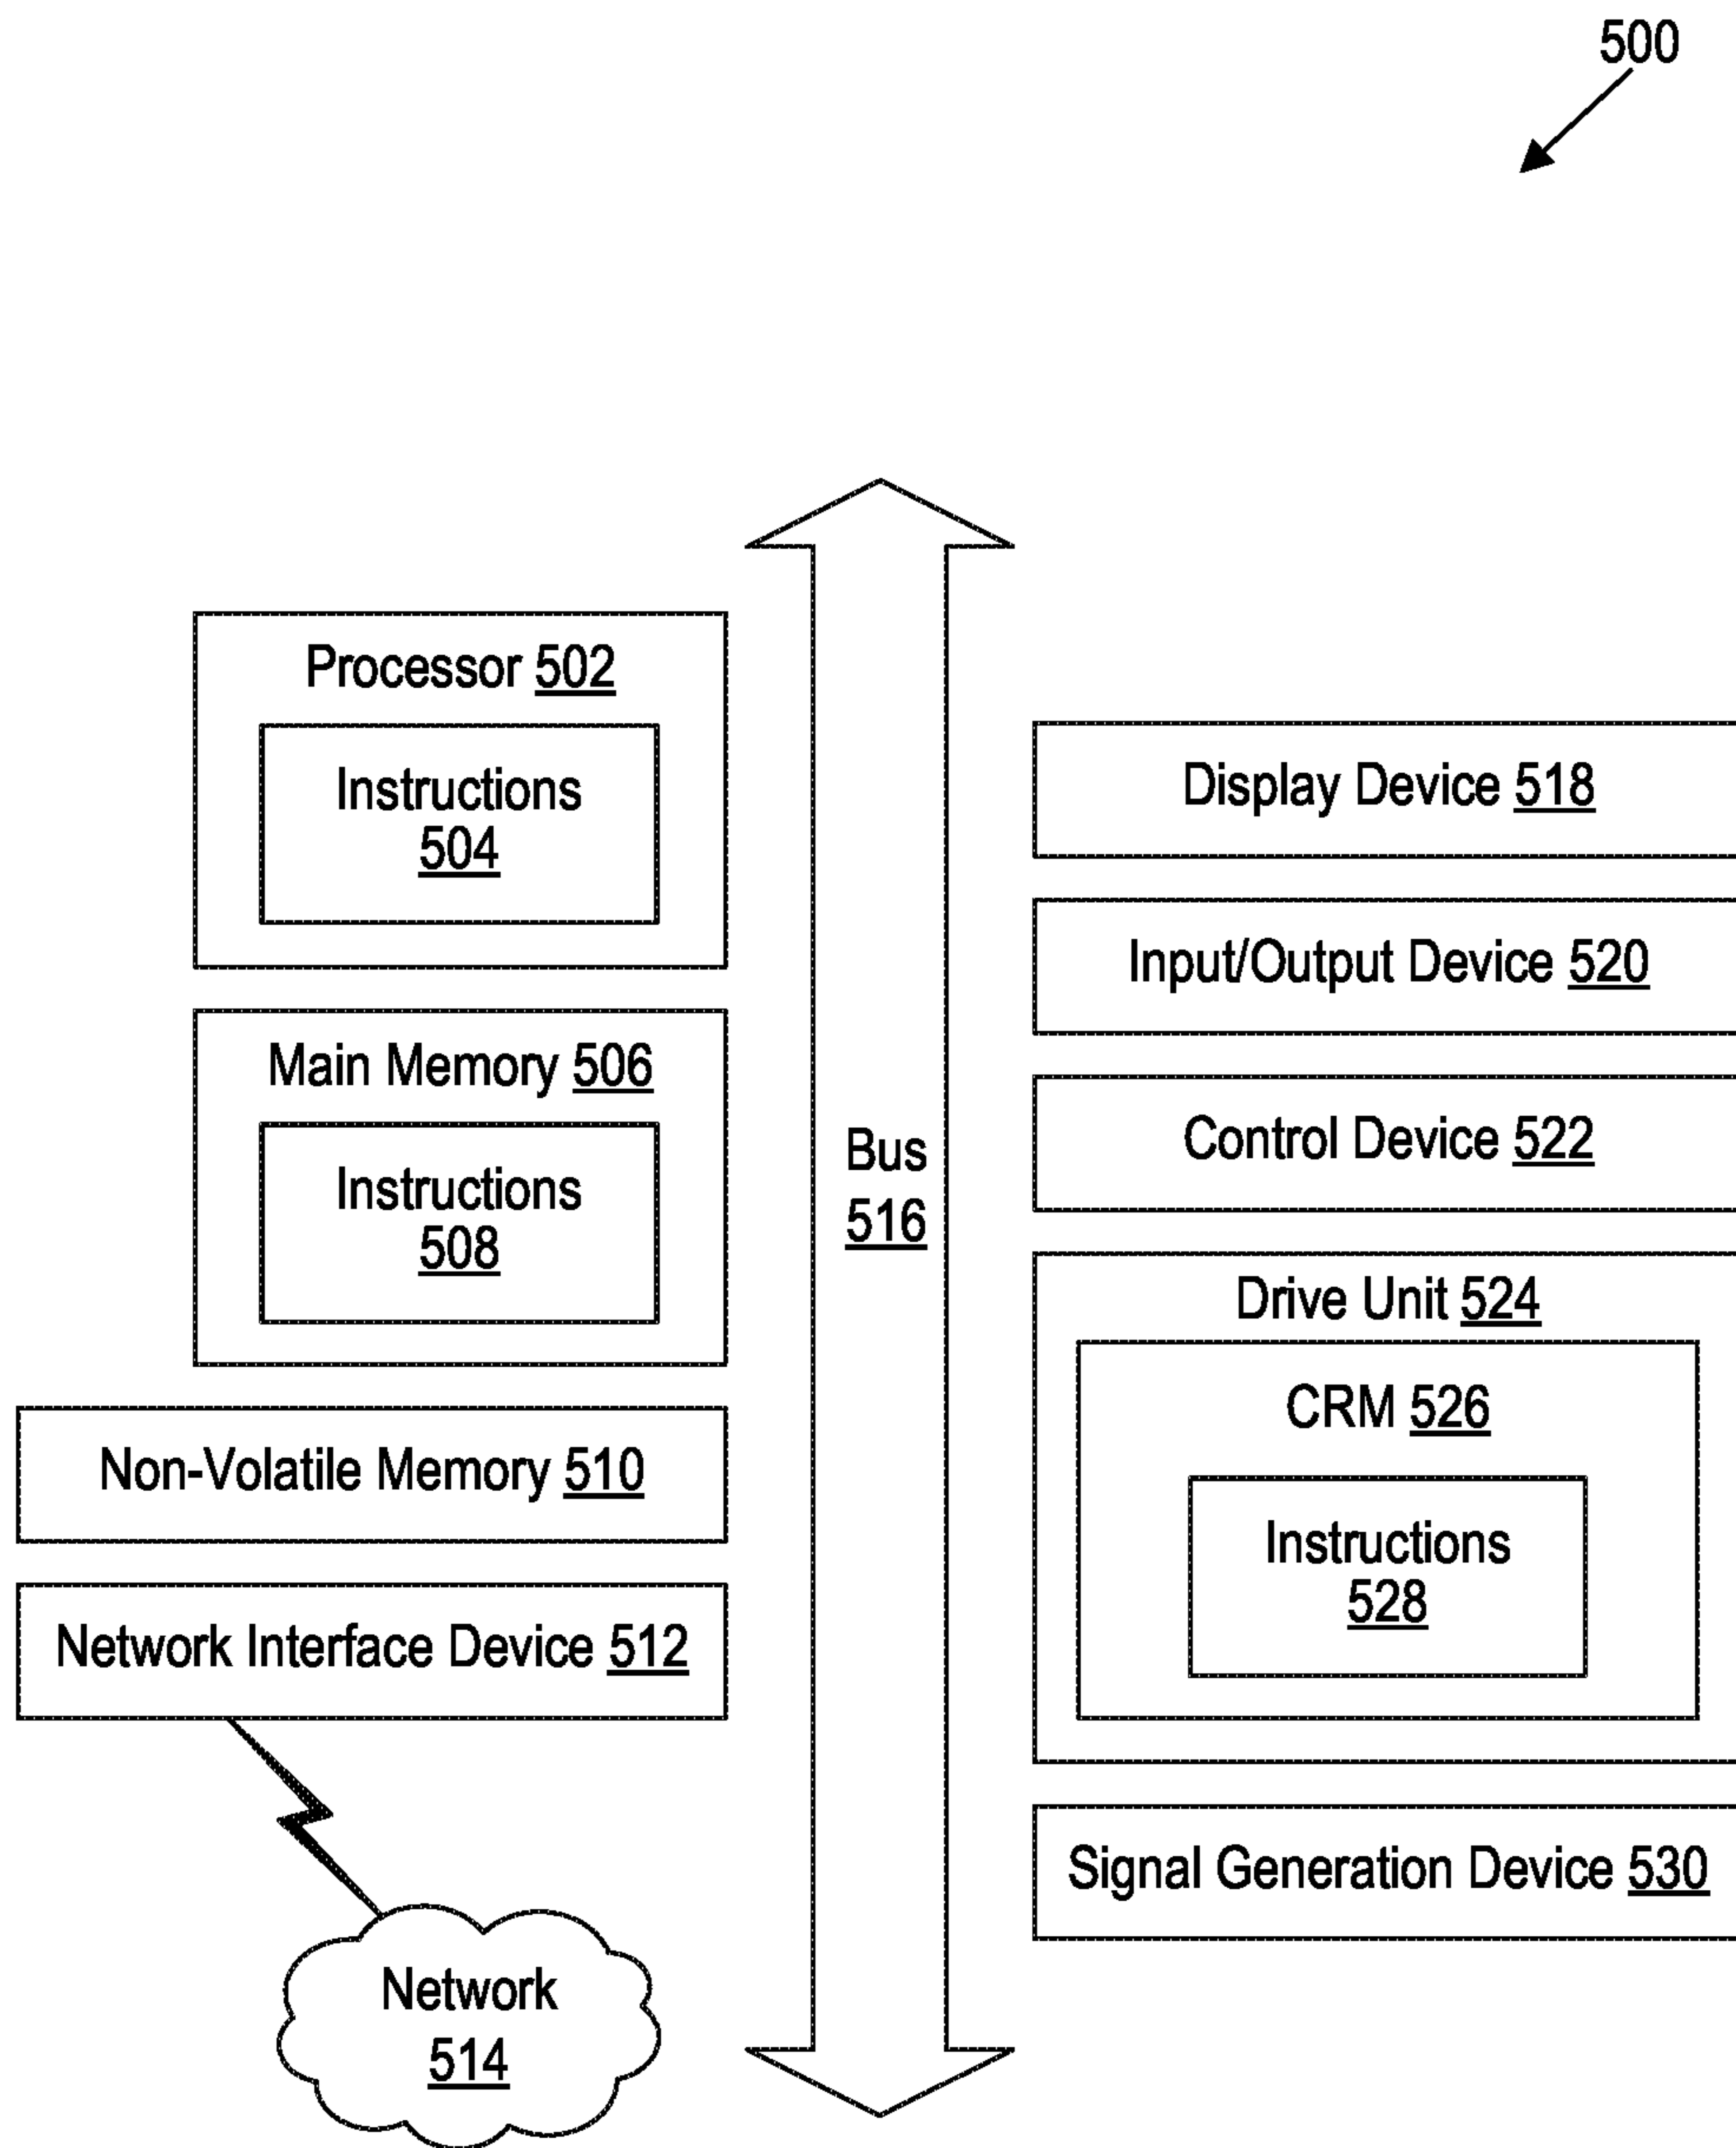 500
Processor 502
Instructions
504
Main Memory 506
Instructions
508
Non-Volatile Memory 510
Network Interface Device 512
Network
514
Bus
516
Display Device 518
Input/Output Device 520
Control Device 522
Drive Unit 524
CRM 526
Instructions
528
Signal Generation Device 530